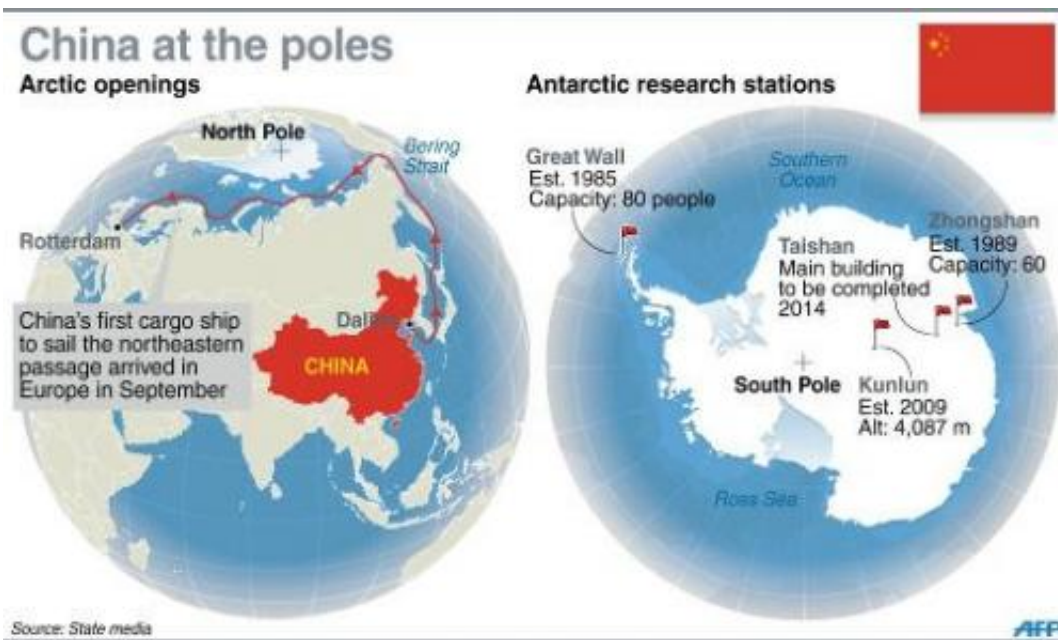 China at the poles
Arctic openings
North Pole
Bering
Strait
Rotterdam
Dalian
China's first cargo ship
to sail the northeastern
passage arrived in
Europe in September
CHINA
Antarctic research stations
Great Wall
Est. 1985
Capacity: 80 people
Southern
Ocean
Zhongshan
Est. 1989
Capacity: 60
Taishan
Main building
to be completed
2014
South Pole
Kunlun
Est. 2009
Alt: 4,087 m
Ross Sea
Source: State media
AFP